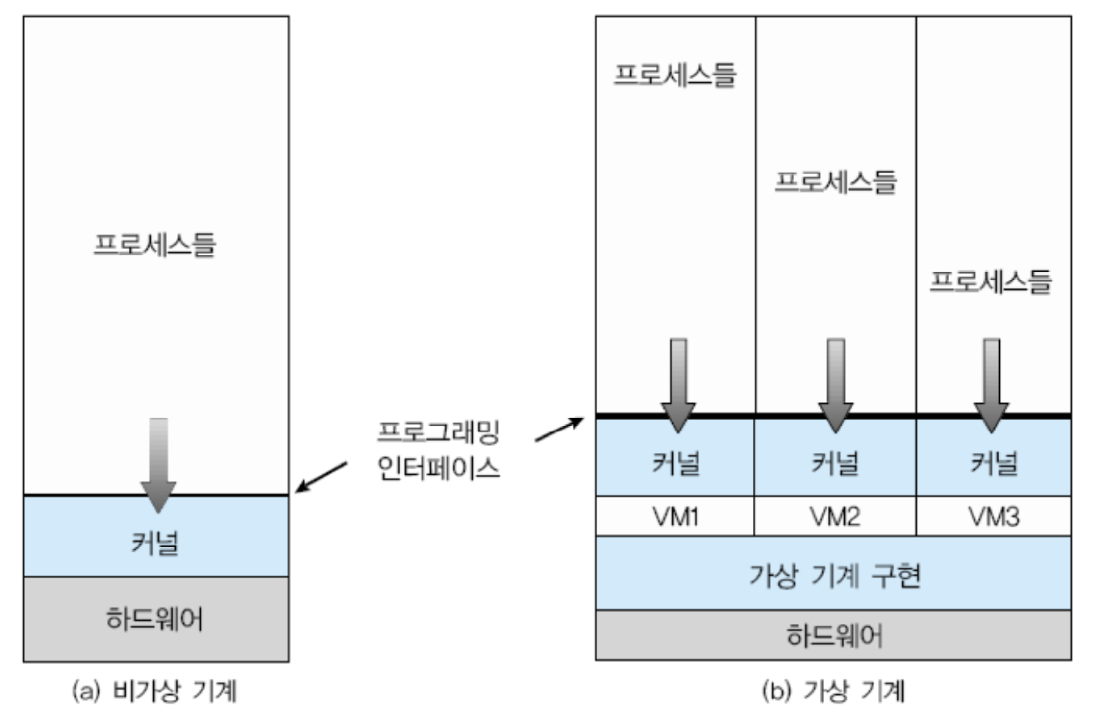 프로세스들
커널
하드웨어
(a) 비가상 기계
프로그래밍
인터페이스
프로세스들
프로세스들
프로세스들
커널
커널
커널
VM1
VM2
VM3
가상 기계 구현
하드웨어
(b) 가상 기계